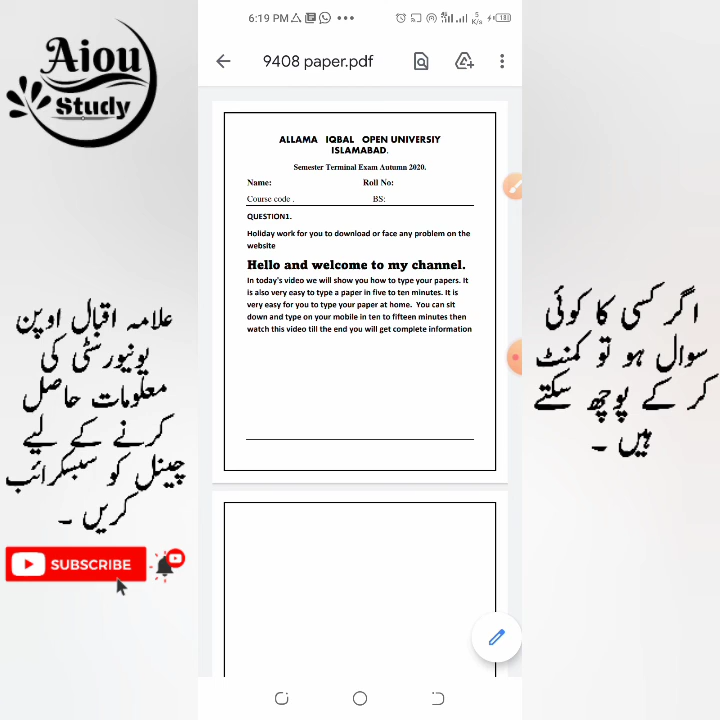 Aiou
Study
6:19 PM
5
K/s
18
9408 paper.pdf
ALLAMA IQBAL OPEN UNIVERSIY
ISLAMABAD.
Semester Terminal Exam Autumn 2020.
Name: Roll No:
Course code . BS:
QUESTION1.
Holiday work for you to download or face any problem on the
website
Hello and welcome to my channel.
In today's video we will show you how to type your papers. It
is also very easy to type a paper in five to ten minutes. It is
very easy for you to type your paper at home. You can sit
down and type on your mobile in ten to fifteen minutes then
watch this video till the end you will get complete information
علامہ اقبال اوپن
یونیورسٹی کی
معلومات حاصل
کرنے کے لیے
چینل کو سبسکرائب
کریں ۔
SUBSCRIBE
اگر کسی کا کوئی
سوال ہو تو کمنٹ
کر کے پوچھ سکتے
ہیں ۔